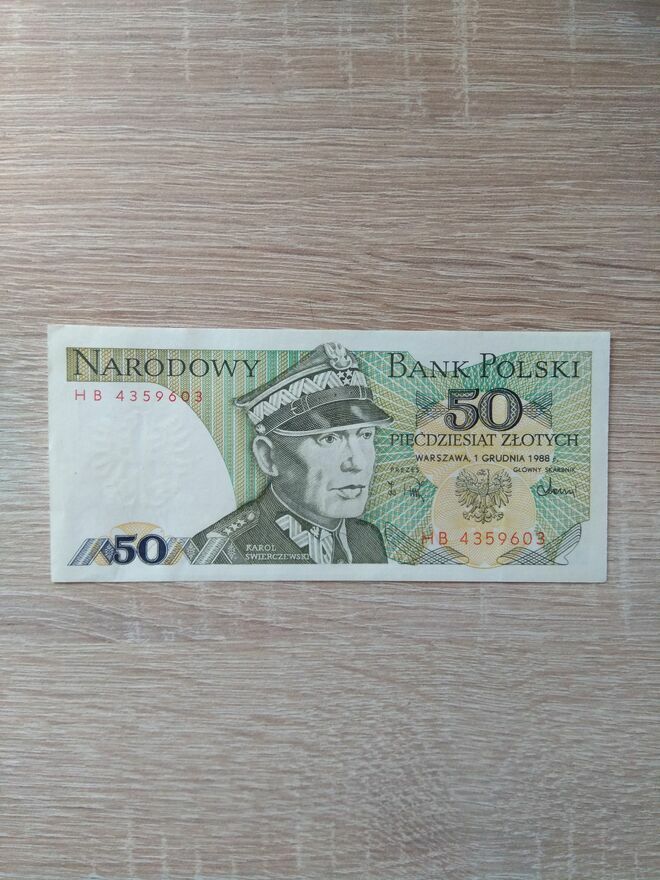 NARODOWY BANK POLSKI
HB 4359603
50
PIĘĆDZIESIĄT ZŁOTYCH
WARSZAWA, 1 GRUDNIA 1988 r.
PREZES GŁÓWNY SKARBNIK
HB 4359603
50
KAROL
ŚWIERCZEWSKI